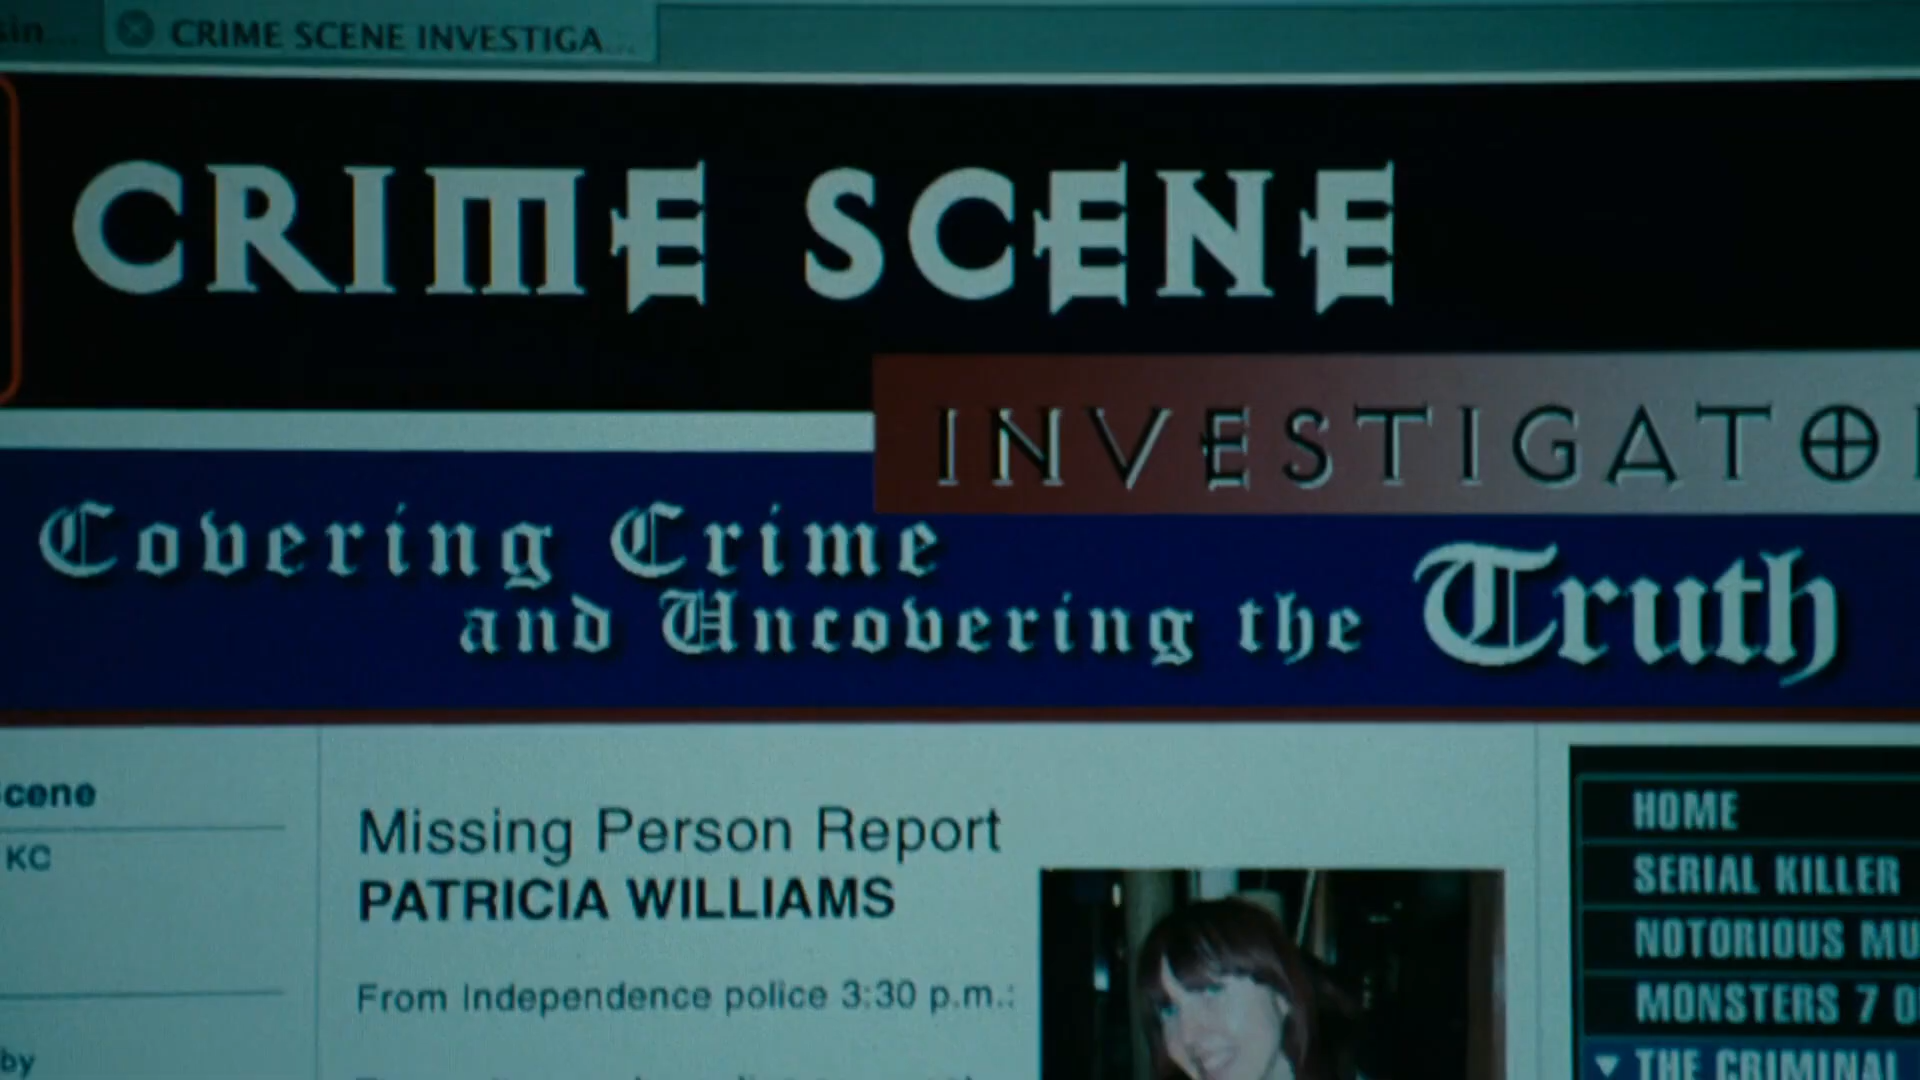 CRIME SCENE INVESTIGA...
CRIME SCENE
INVESTIGATO
Covering Crime
and Uncovering the Truth
cene
KC
by
Missing Person Report
PATRICIA WILLIAMS
From Independence police 3:30 p.m.:
HOME
SERIAL KILLER
NOTORIOUS MU
MONSTERS 7 O
THE CRIMINAL